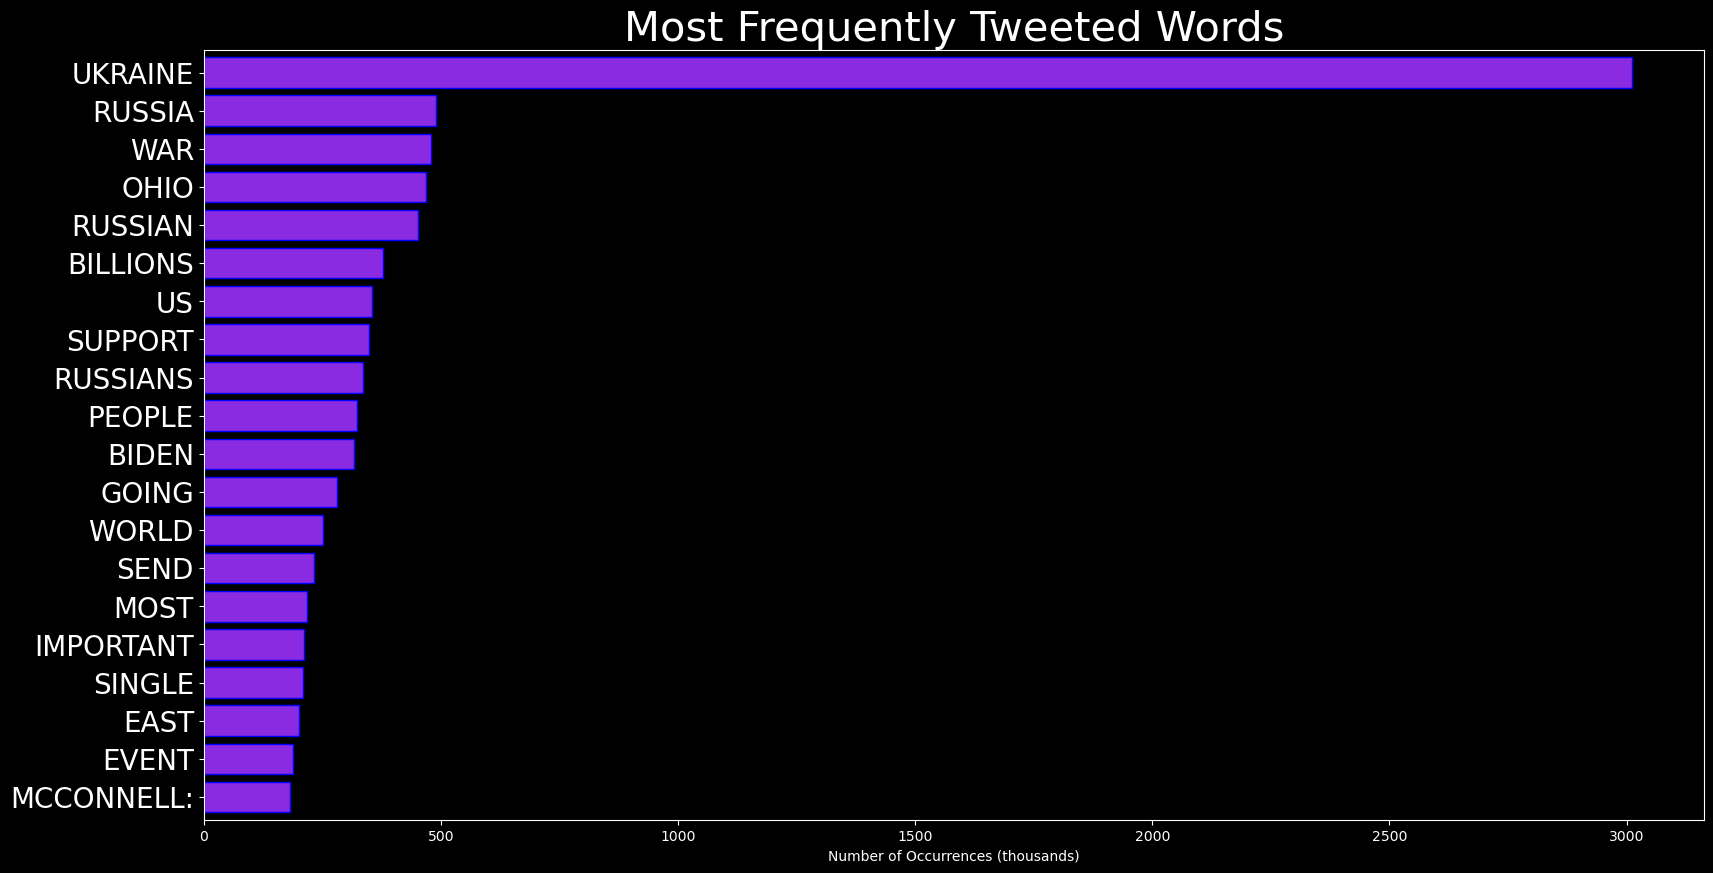 Most Frequently Tweeted Words
UKRAINE
RUSSIA
WAR
OHIO
RUSSIAN
BILLIONS
US
SUPPORT
RUSSIANS
PEOPLE
BIDEN
GOING
WORLD
SEND
MOST
IMPORTANT
SINGLE
EAST
EVENT
MCCONNELL:
0 500 1000 1500 2000 2500 3000
Number of Occurrences (thousands)